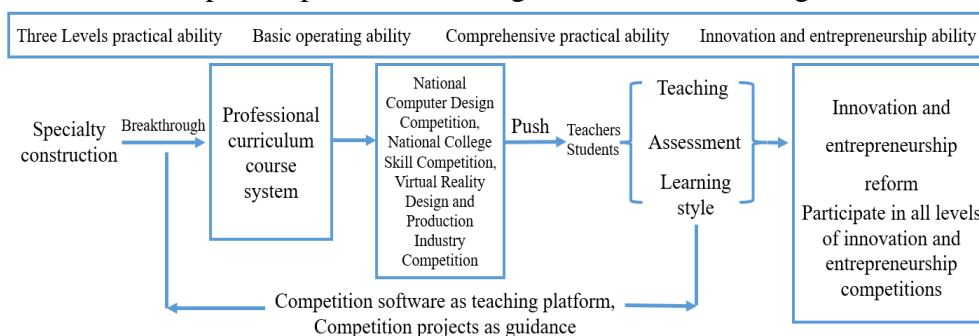 Three Levels practical ability Basic operating ability Comprehensive practical ability Innovation and entrepreneurship ability
Specialty
construction
Breakthrough
Professional
curriculum
course
system
National
Computer Design
Competition,
National College
Skill Competition,
Virtual Reality
Design and
Production
Industry
Competition
Push
Teachers
Students
Teaching
Assessment
Learning
style
Innovation and
entrepreneurship
reform
Participate in all levels
of innovation and
entrepreneurship
competitions
Competition software as teaching platform,
Competition projects as guidance